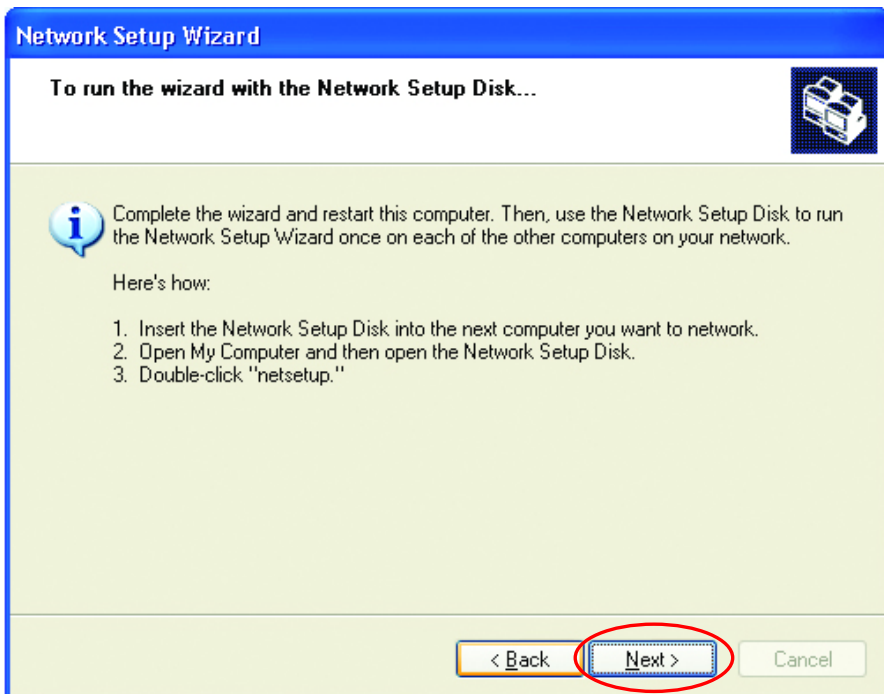 Network Setup Wizard
To run the wizard with the Network Setup Disk...
Complete the wizard and restart this computer. Then, use the Network Setup Disk to run
the Network Setup Wizard once on each of the other computers on your network.
Here's how:
1. Insert the Network Setup Disk into the next computer you want to network.
2. Open My Computer and then open the Network Setup Disk.
3. Double-click "netsetup."
< Back Next > Cancel